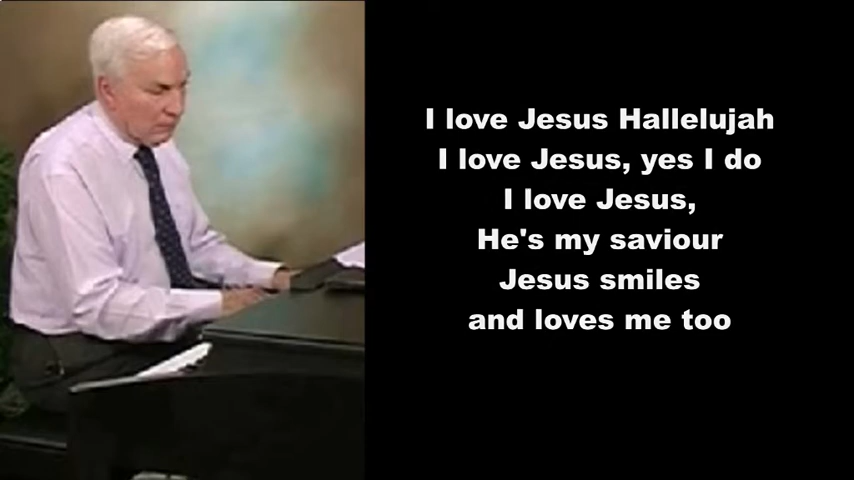 I love Jesus Hallelujah
I love Jesus, yes I do
I love Jesus,
He's my saviour
Jesus smiles
and loves me too